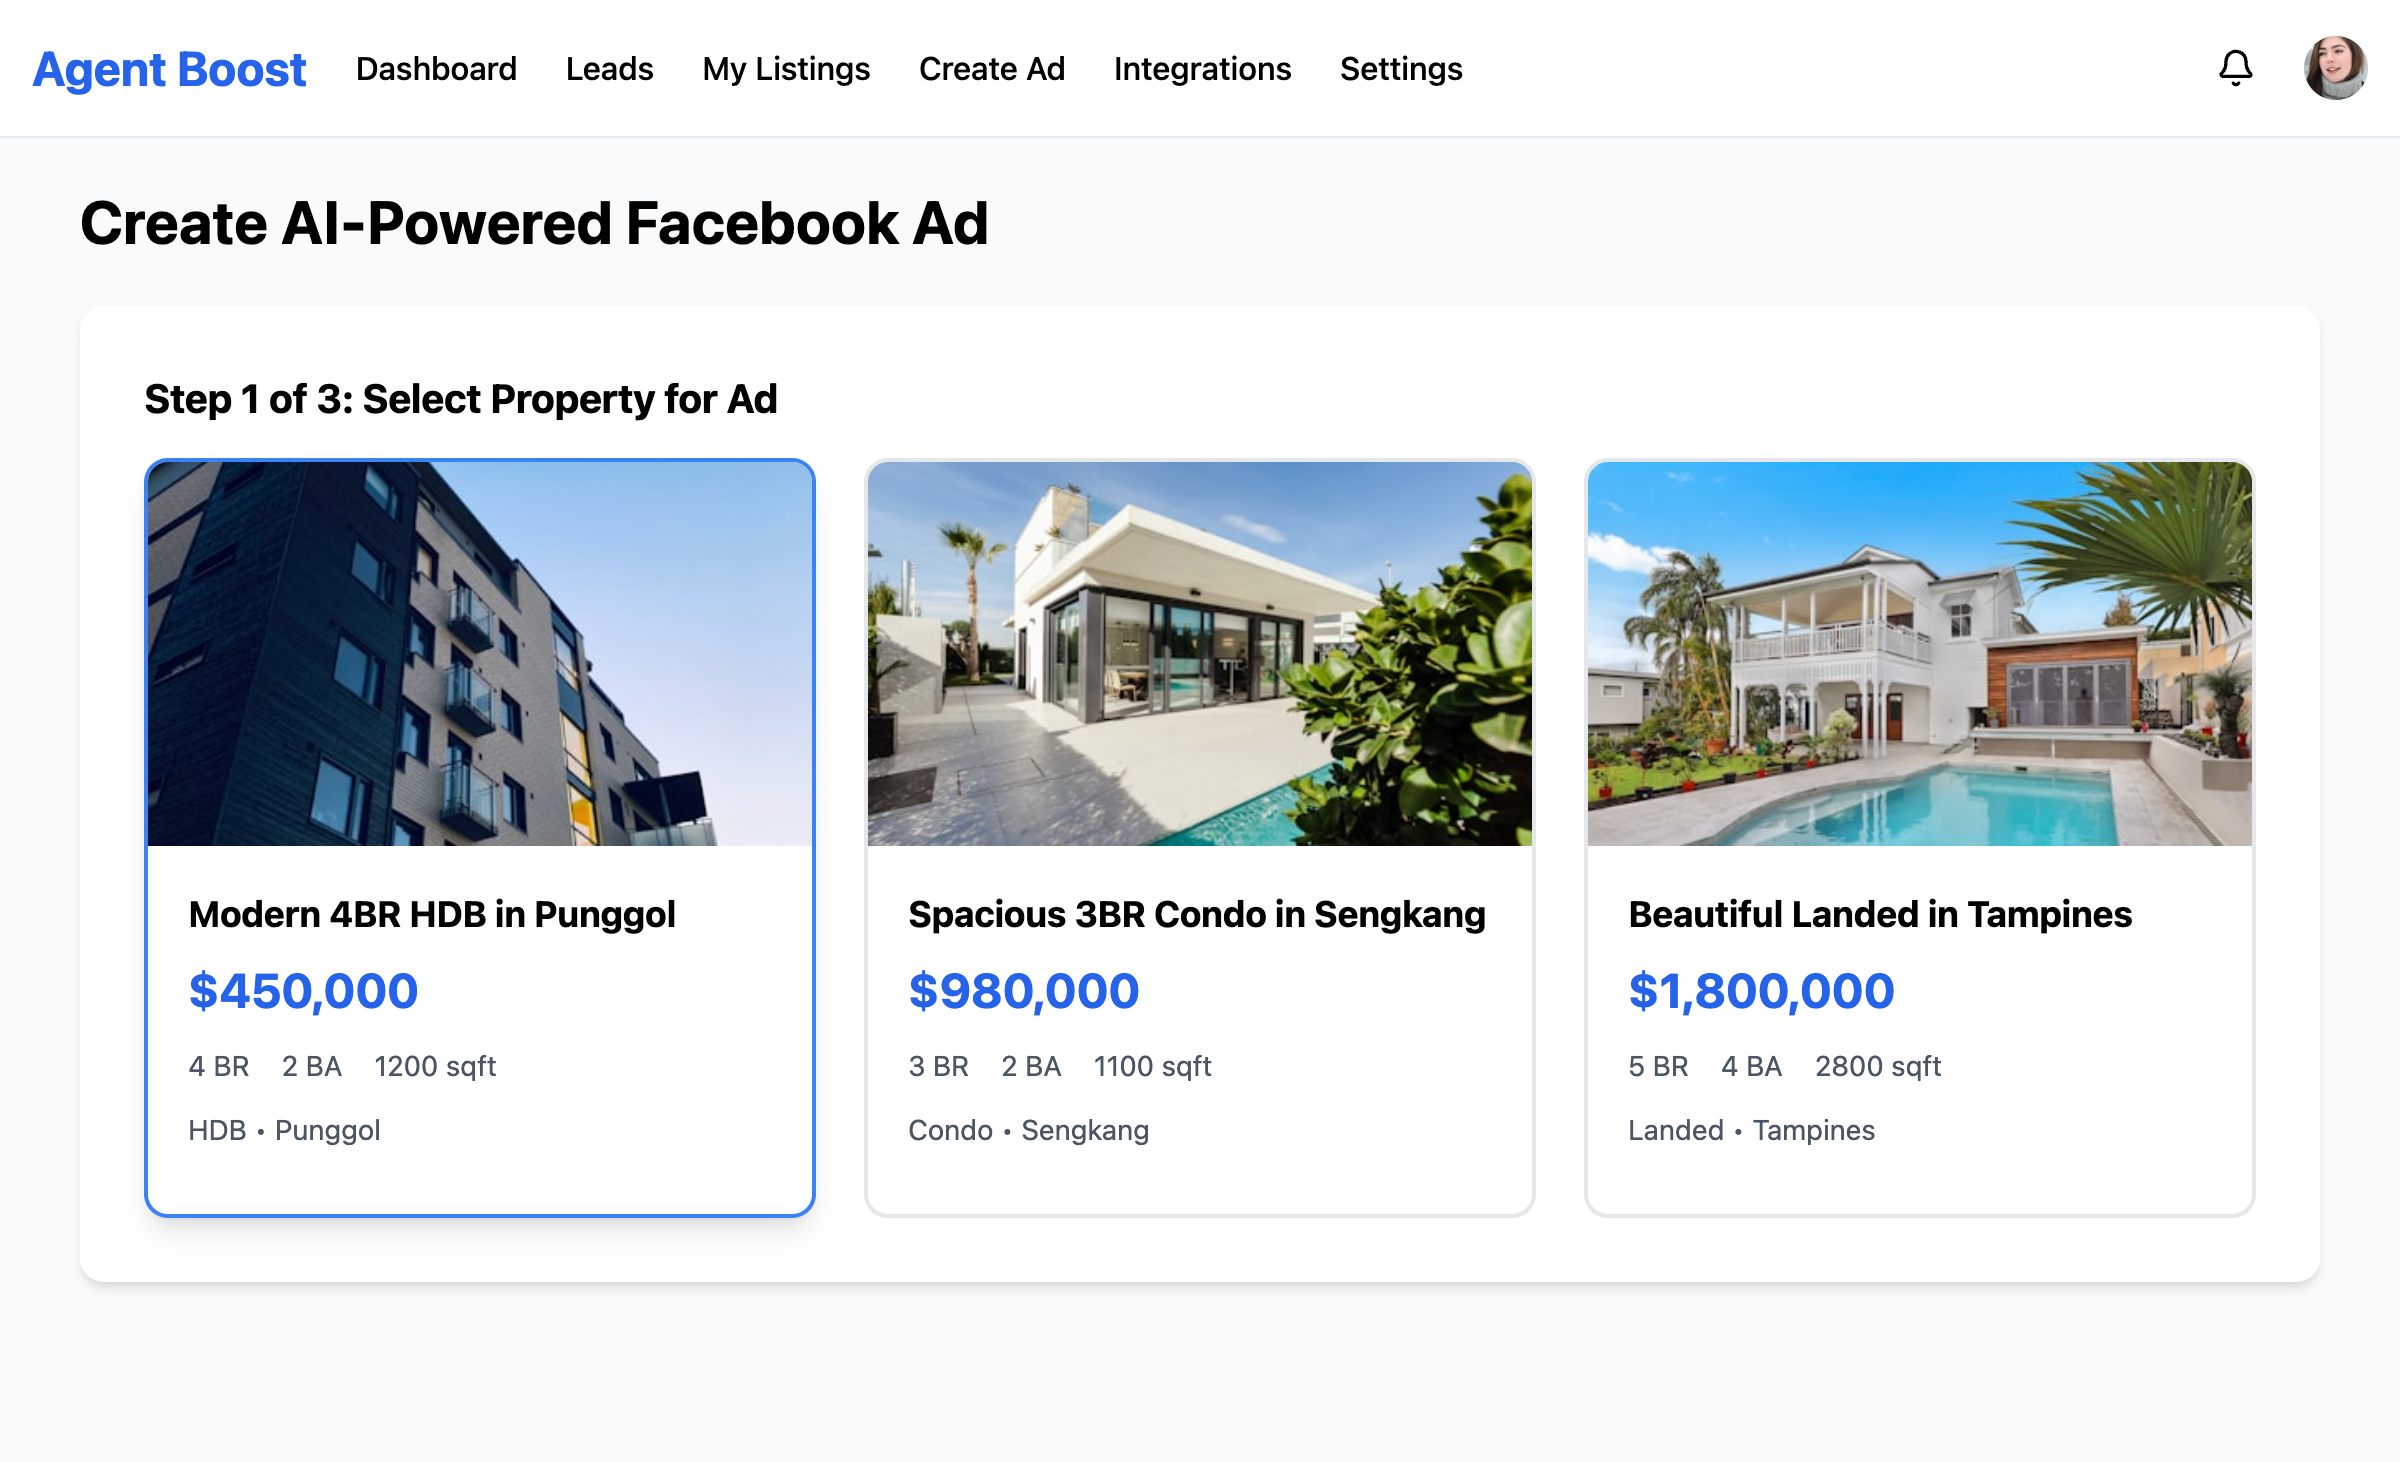 Agent Boost Dashboard Leads My Listings Create Ad Integrations Settings
Create AI-Powered Facebook Ad
Step 1 of 3: Select Property for Ad
Modern 4BR HDB in Punggol
$450,000
4 BR 2 BA 1200 sqft
HDB • Punggol
Spacious 3BR Condo in Sengkang
$980,000
3 BR 2 BA 1100 sqft
Condo • Sengkang
Beautiful Landed in Tampines
$1,800,000
5 BR 4 BA 2800 sqft
Landed • Tampines